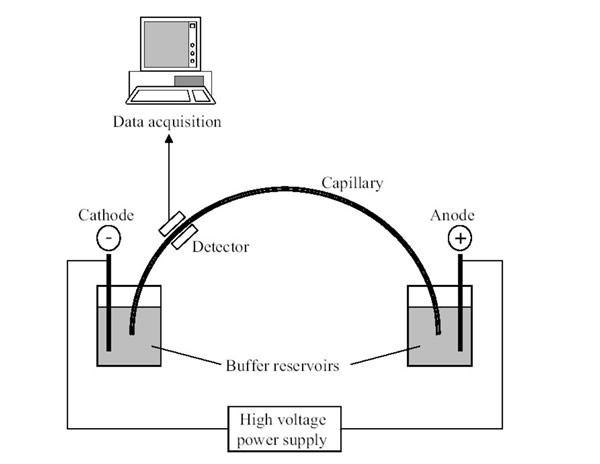 Data acquisition
Capillary
Cathode
Anode
-
+
Detector
Buffer reservoirs
High voltage
power supply